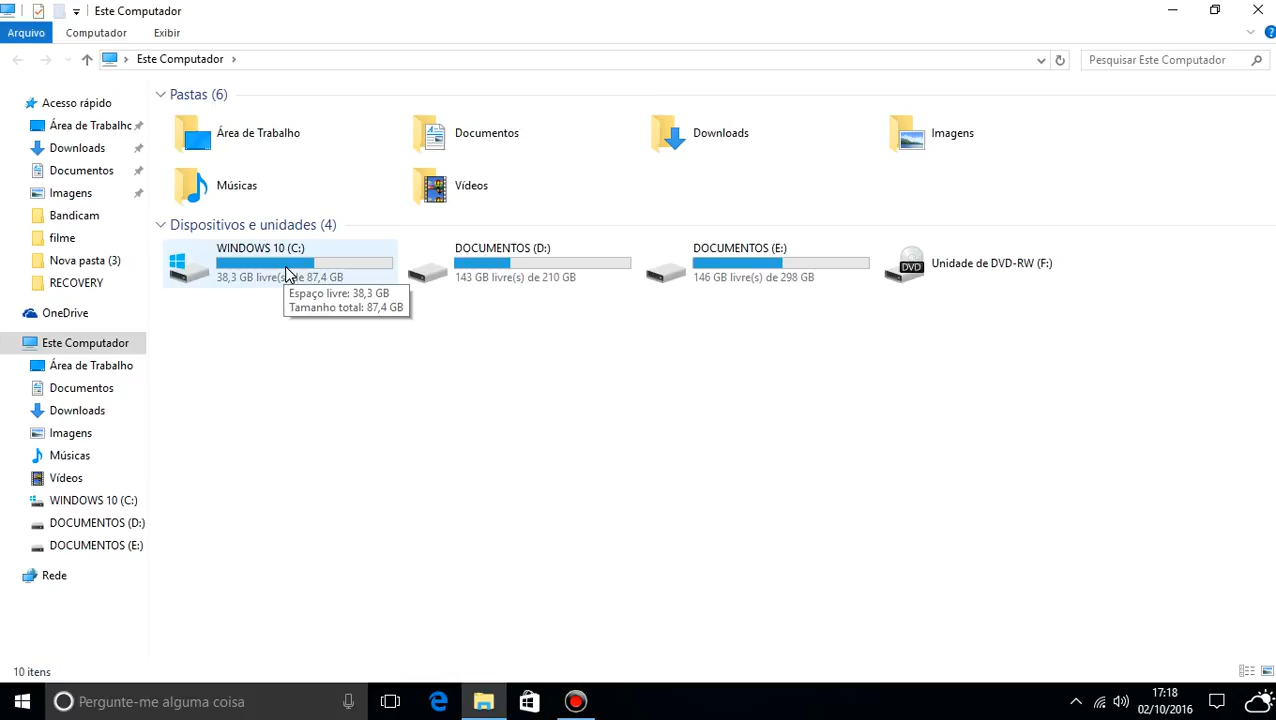 Este Computador
Arquivo
Computador
Exibir
Este Computador
Pesquisar Este Computador
Acesso rápido
Área de Trabalho
Downloads
Documentos
Imagens
Bandicam
filme
Nova pasta (3)
RECOVERY
OneDrive
Este Computador
Área de Trabalho
Documentos
Downloads
Imagens
Músicas
Vídeos
WINDOWS 10 (C:)
DOCUMENTOS (D:)
DOCUMENTOS (E:)
Rede
Pastas (6)
Área de Trabalho
Documentos
Downloads
Imagens
Músicas
Vídeos
Dispositivos e unidades (4)
WINDOWS 10 (C:)
38,3 GB livre(s) de 87,4 GB
Espaço livre: 38,3 GB
Tamanho total: 87,4 GB
DOCUMENTOS (D:)
143 GB livre(s) de 210 GB
DOCUMENTOS (E:)
146 GB livre(s) de 298 GB
DVD
Unidade de DVD-RW (F:)
10 itens
Pergunte-me alguma coisa
17:18
02/10/2016